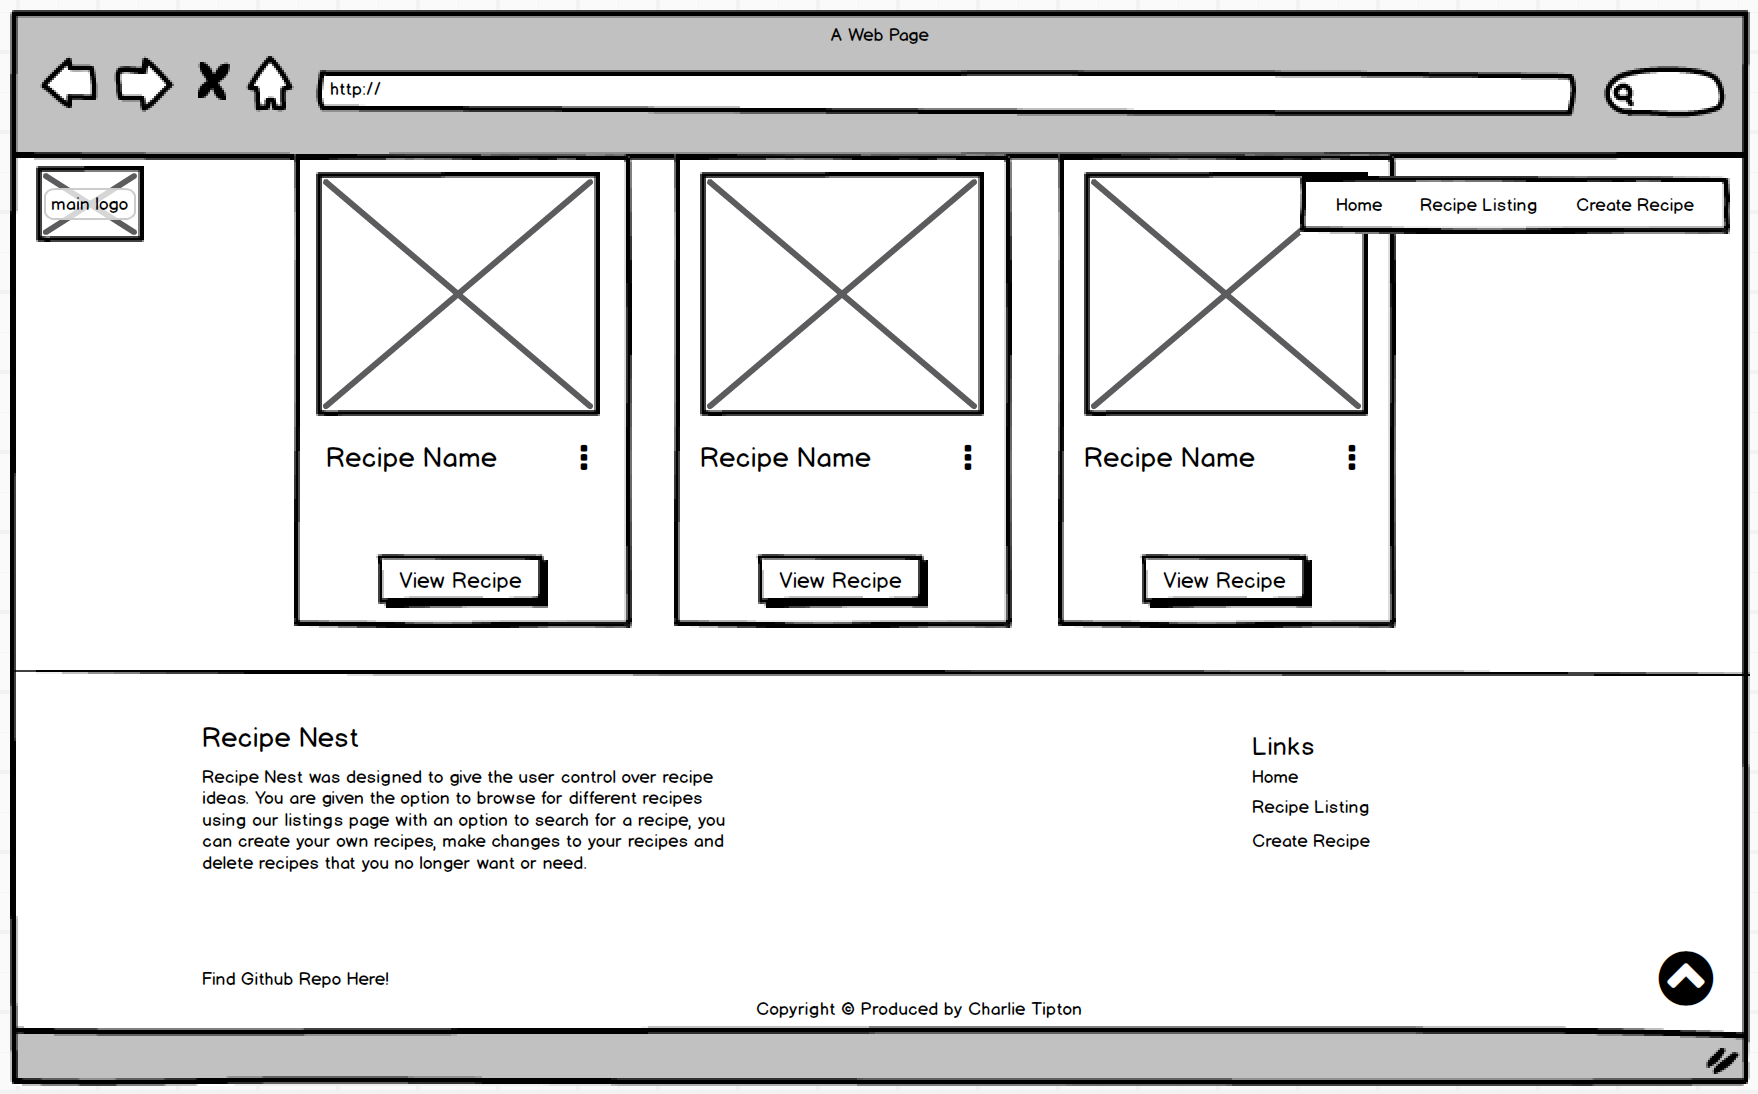 A Web Page
http://
main logo
Home Recipe Listing Create Recipe
Recipe Name Recipe Name Recipe Name
View Recipe View Recipe View Recipe
Recipe Nest
Recipe Nest was designed to give the user control over recipe
ideas. You are given the option to browse for different recipes
using our listings page with an option to search for a recipe, you
can create your own recipes, make changes to your recipes and
delete recipes that you no longer want or need.
Links
Home
Recipe Listing
Create Recipe
Find Github Repo Here!
Copyright © Produced by Charlie Tipton